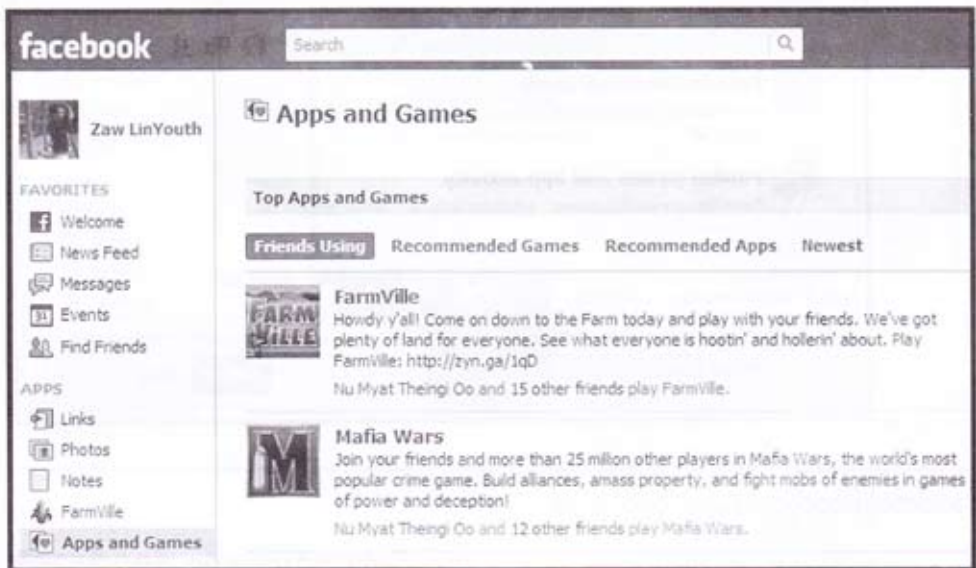 facebook
Search
Zaw LinYouth
FAVORITES
Welcome
News Feed
Messages
Events
Find Friends
APPS
Links
Photos
Notes
FarmVille
Apps and Games
Apps and Games
Top Apps and Games
Friends Using Recommended Games Recommended Apps Newest
FarmVille
Howdy y'all! Come on down to the Farm today and play with your friends. We've got
plenty of land for everyone. See what everyone is hootin' and hollerin' about. Play
FarmVille: http://zyn.ga/1qD
Nu Myat Theingi Oo and 15 other friends play FarmVille.
Mafia Wars
Join your friends and more than 25 million other players in Mafia Wars, the world's most
popular crime game. Build alliances, amass property, and fight mobs of enemies in games
of power and deception!
Nu Myat Theingi Oo and 12 other friends play Mafia Wars.